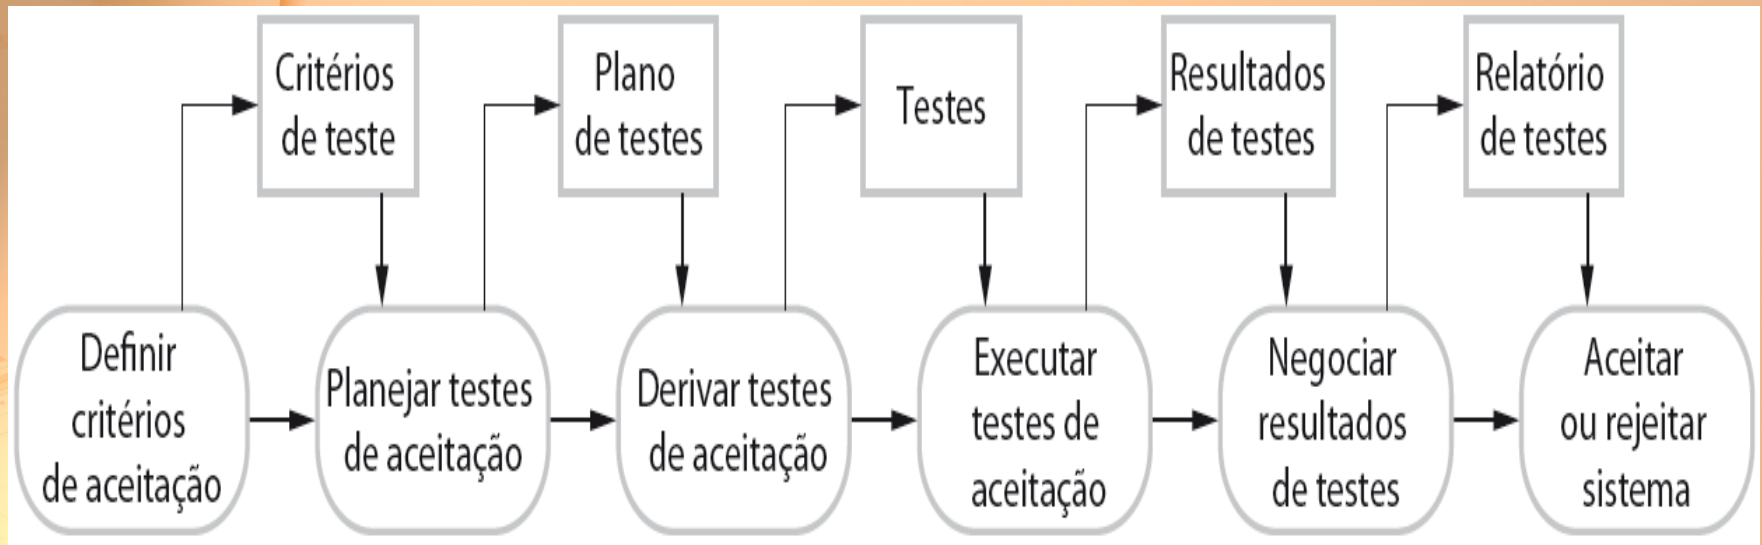 Critérios
de teste
Plano
de testes
Testes
Resultados
de testes
Relatório
de testes
Definir
critérios
de aceitação
Planejar testes
de aceitação
Derivar testes
de aceitação
Executar
testes de
aceitação
Negociar
resultados
de testes
Aceitar
ou rejeitar
sistema